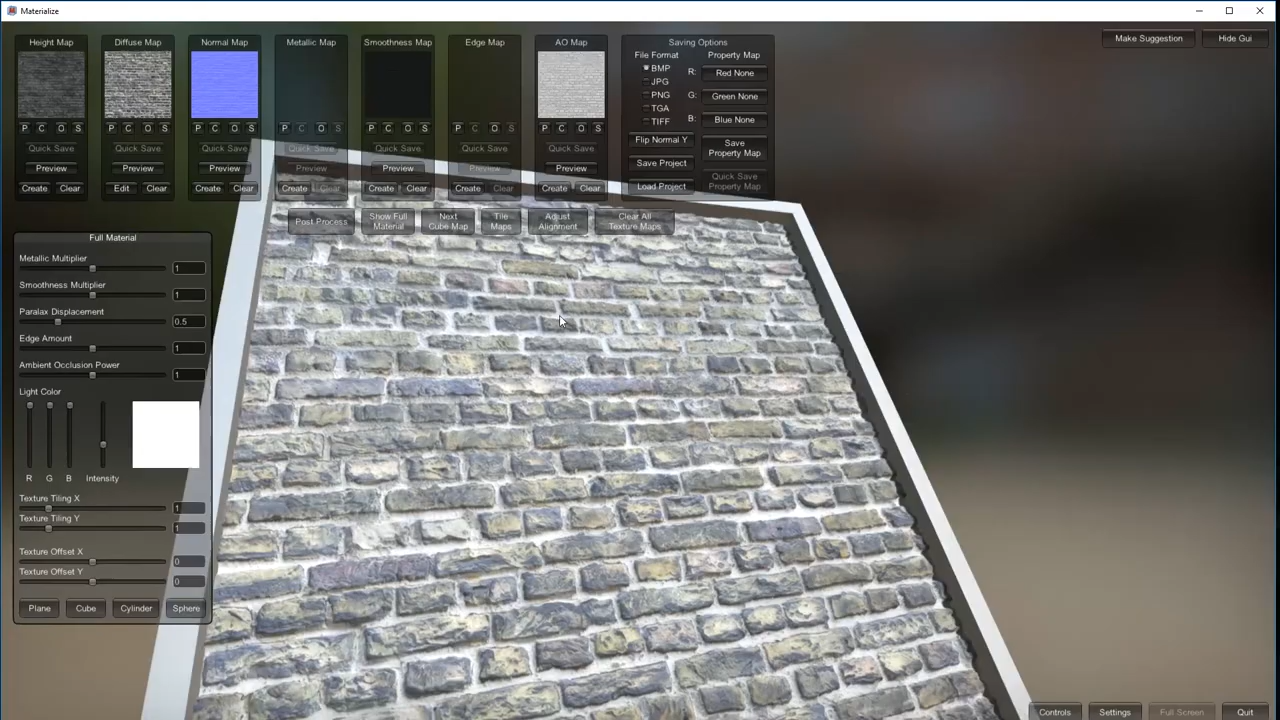 Materialize
Height Map
Diffuse Map
Normal Map
Metallic Map
Smoothness Map
Edge Map
AO Map
Saving Options
Make Suggestion
Hide Gui
File Format
Property Map
BMP
JPG
PNG
TGA
TIFF
R:
Red None
G:
Green None
B:
Blue None
P C O S
P C O S
P C O S
P C O S
P C O S
P C O S
P C O S
Quick Save
Quick Save
Quick Save
Quick Save
Quick Save
Quick Save
Quick Save
Flip Normal Y
Save
Property Map
Preview
Preview
Preview
Preview
Preview
Preview
Preview
Save Project
Create Clear
Edit Clear
Create Clear
Create Clear
Create Clear
Create Clear
Create Clear
Load Project
Quick Save
Property Map
Post Process
Show Full
Material
Next
Cube Map
Tile
Maps
Adjust
Alignment
Clear All
Texture Maps
Full Material
Metallic Multiplier
1
Smoothness Multiplier
1
Paralax Displacement
0.5
Edge Amount
1
Ambient Occlusion Power
1
Light Color
R G B Intensity
Texture Tiling X
1
Texture Tiling Y
1
Texture Offset X
0
Texture Offset Y
0
Plane Cube Cylinder Sphere
Controls Settings Full Screen Quit